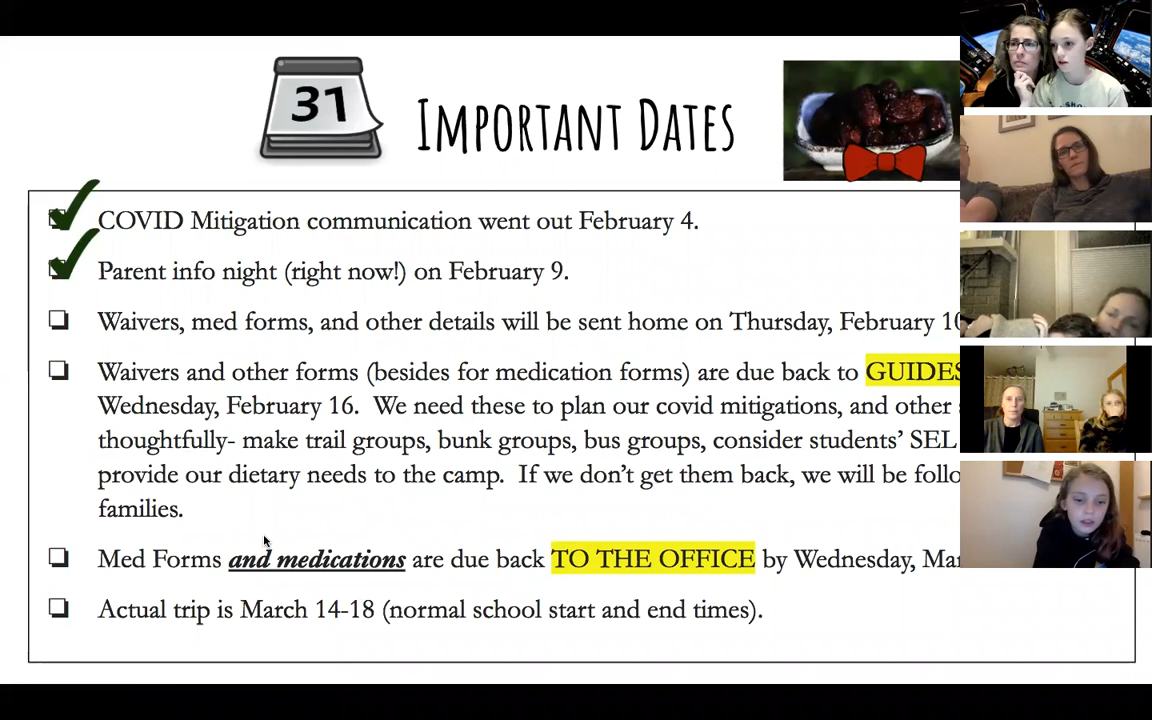 31
IMPORTANT DATES
COVID Mitigation communication went out February 4.
Parent info night (right now!) on February 9.
Waivers, med forms, and other details will be sent home on Thursday, February 10
Waivers and other forms (besides for medication forms) are due back to GUIDES
Wednesday, February 16. We need these to plan our covid mitigations, and other
thoughtfully- make trail groups, bunk groups, bus groups, consider students’ SEL
provide our dietary needs to the camp. If we don’t get them back, we will be follo
families.
Med Forms and medications are due back TO THE OFFICE by Wednesday, Mar
Actual trip is March 14-18 (normal school start and end times).